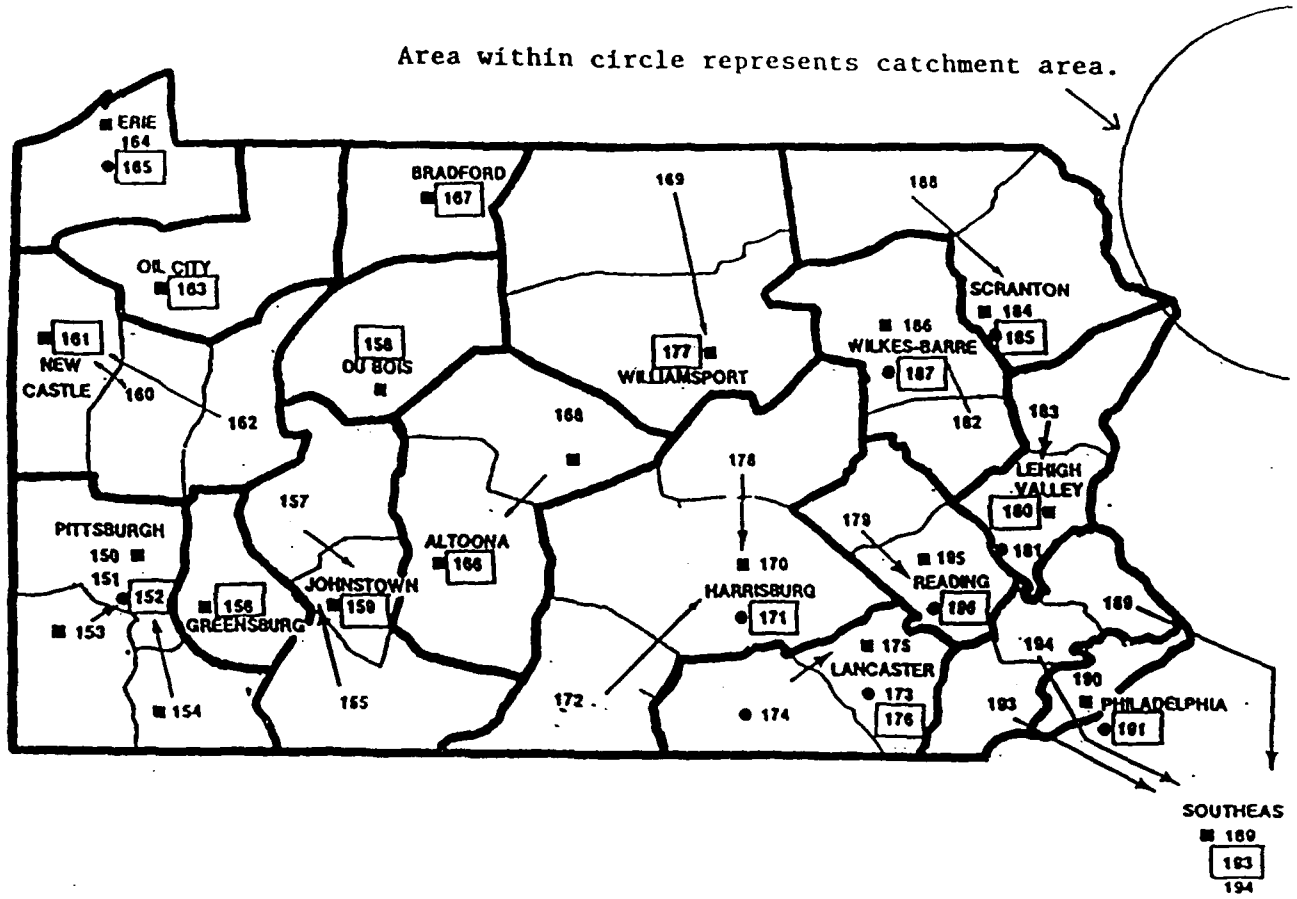 Area within circle represents catchment area.
ERIE
164
165
BRADFORD
167
169
188
OIL CITY
163
SCRANTON
184
185
161
NEW
CASTLE
160
162
158
DU BOIS
177
WILLIAMSPORT
186
WILKES-BARRE
187
182
183
168
178
LEHIGH
VALLEY
180
181
157
179
PITTSBURGH
150
151
152
153
154
156
GREENSBURG
JOHNSTOWN
159
155
ALTOONA
166
170
HARRISBURG
171
195
READING
196
189
194
175
LANCASTER
173
176
172
174
193
190
PHILADELPHIA
191
SOUTHEAS
189
193
194